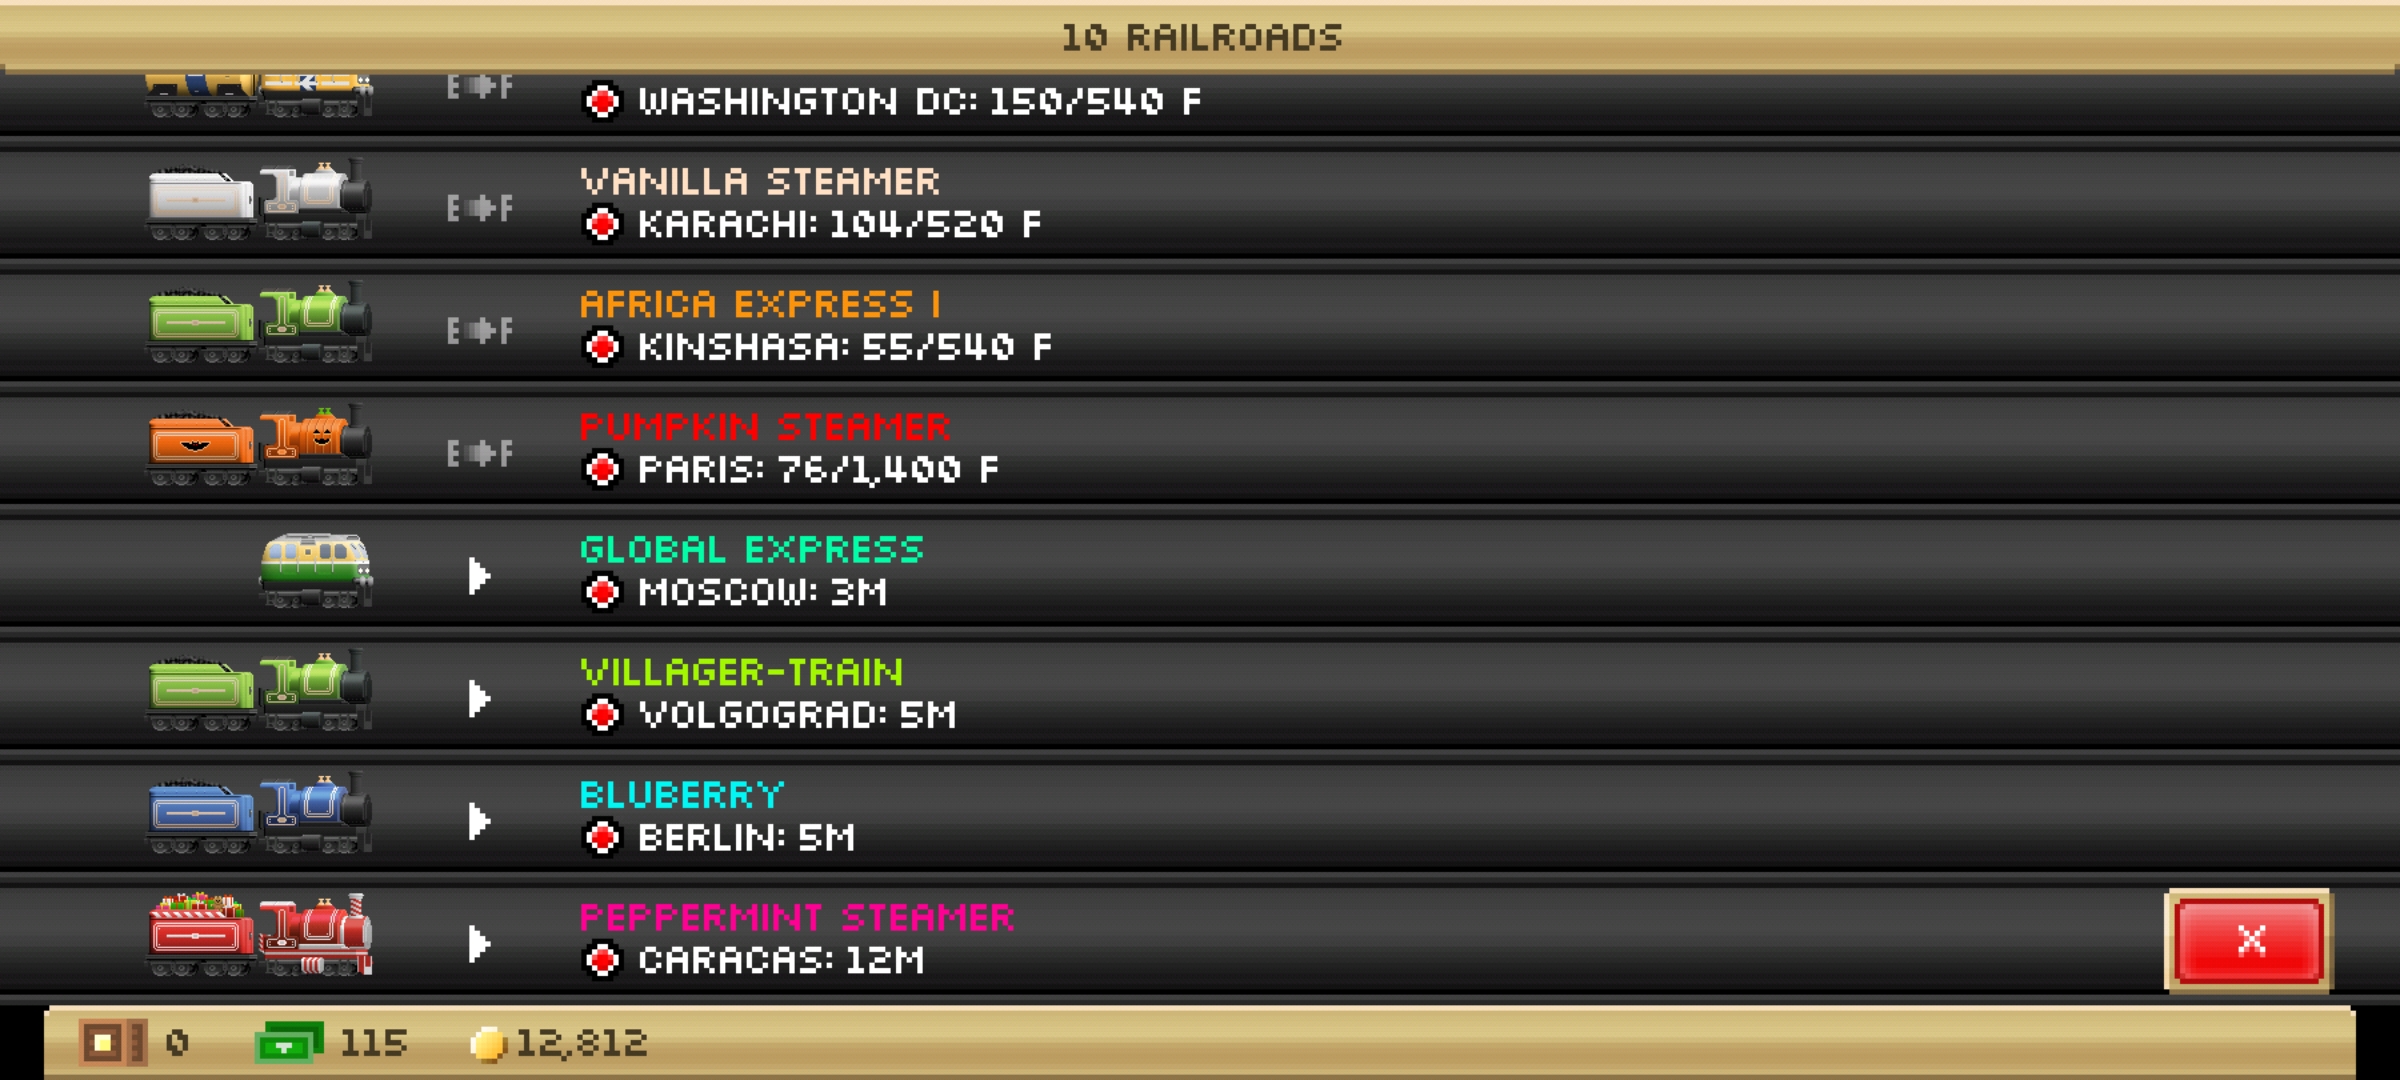 10 RAILROADS
E F
WASHINGTON DC: 150/540 F
VANILLA STEAMER
E F
KARACHI: 104/520 F
AFRICA EXPRESS I
E F
KINSHASA: 55/540 F
PUMPKIN STEAMER
E F
PARIS: 76/1,400 F
GLOBAL EXPRESS
MOSCOW: 3M
VILLAGER-TRAIN
VOLGOGRAD: 5M
BLUBERRY
BERLIN: 5M
PEPPERMINT STEAMER
CARACAS: 12M
X
0 115 12,812